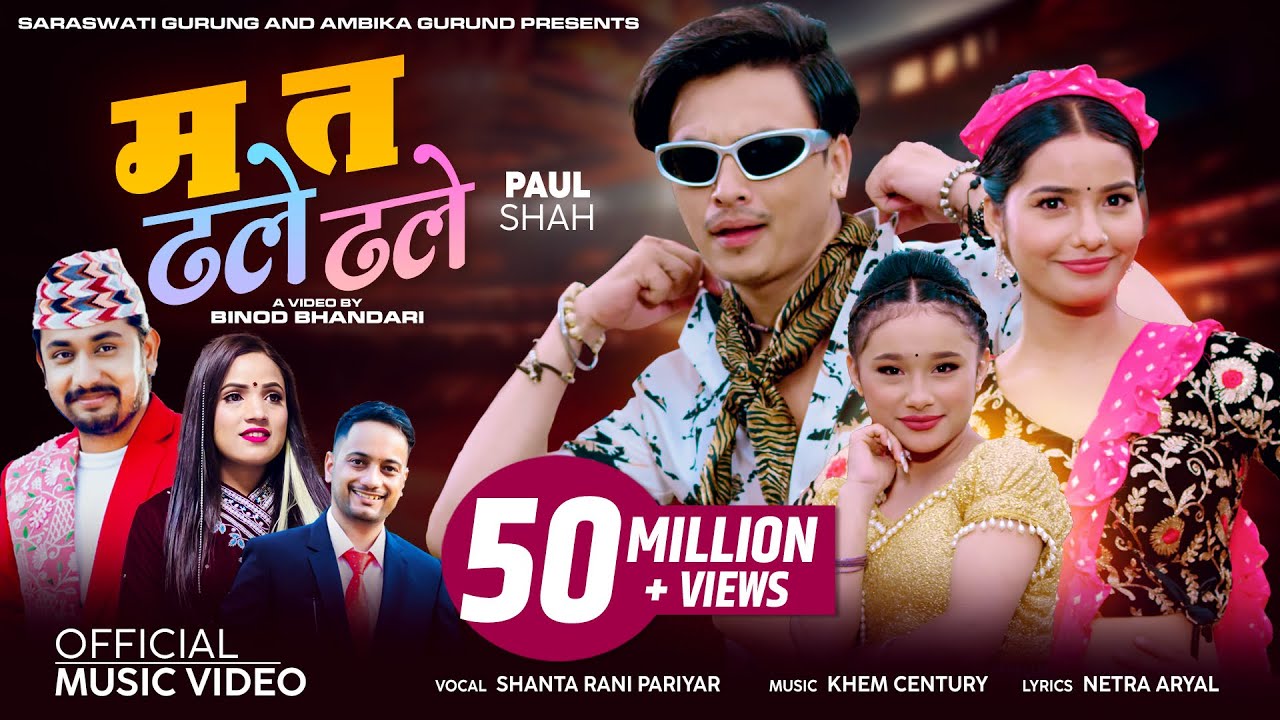 SARASWATI GURUNG AND AMBIKA GURUND PRESENTS
म त
ढले ढले
PAUL
SHAH
A VIDEO BY
BINOD BHANDARI
50 MILLION
+ VIEWS
OFFICIAL
MUSIC VIDEO
VOCAL SHANTA RANI PARIYAR MUSIC KHEM CENTURY LYRICS NETRA ARYAL